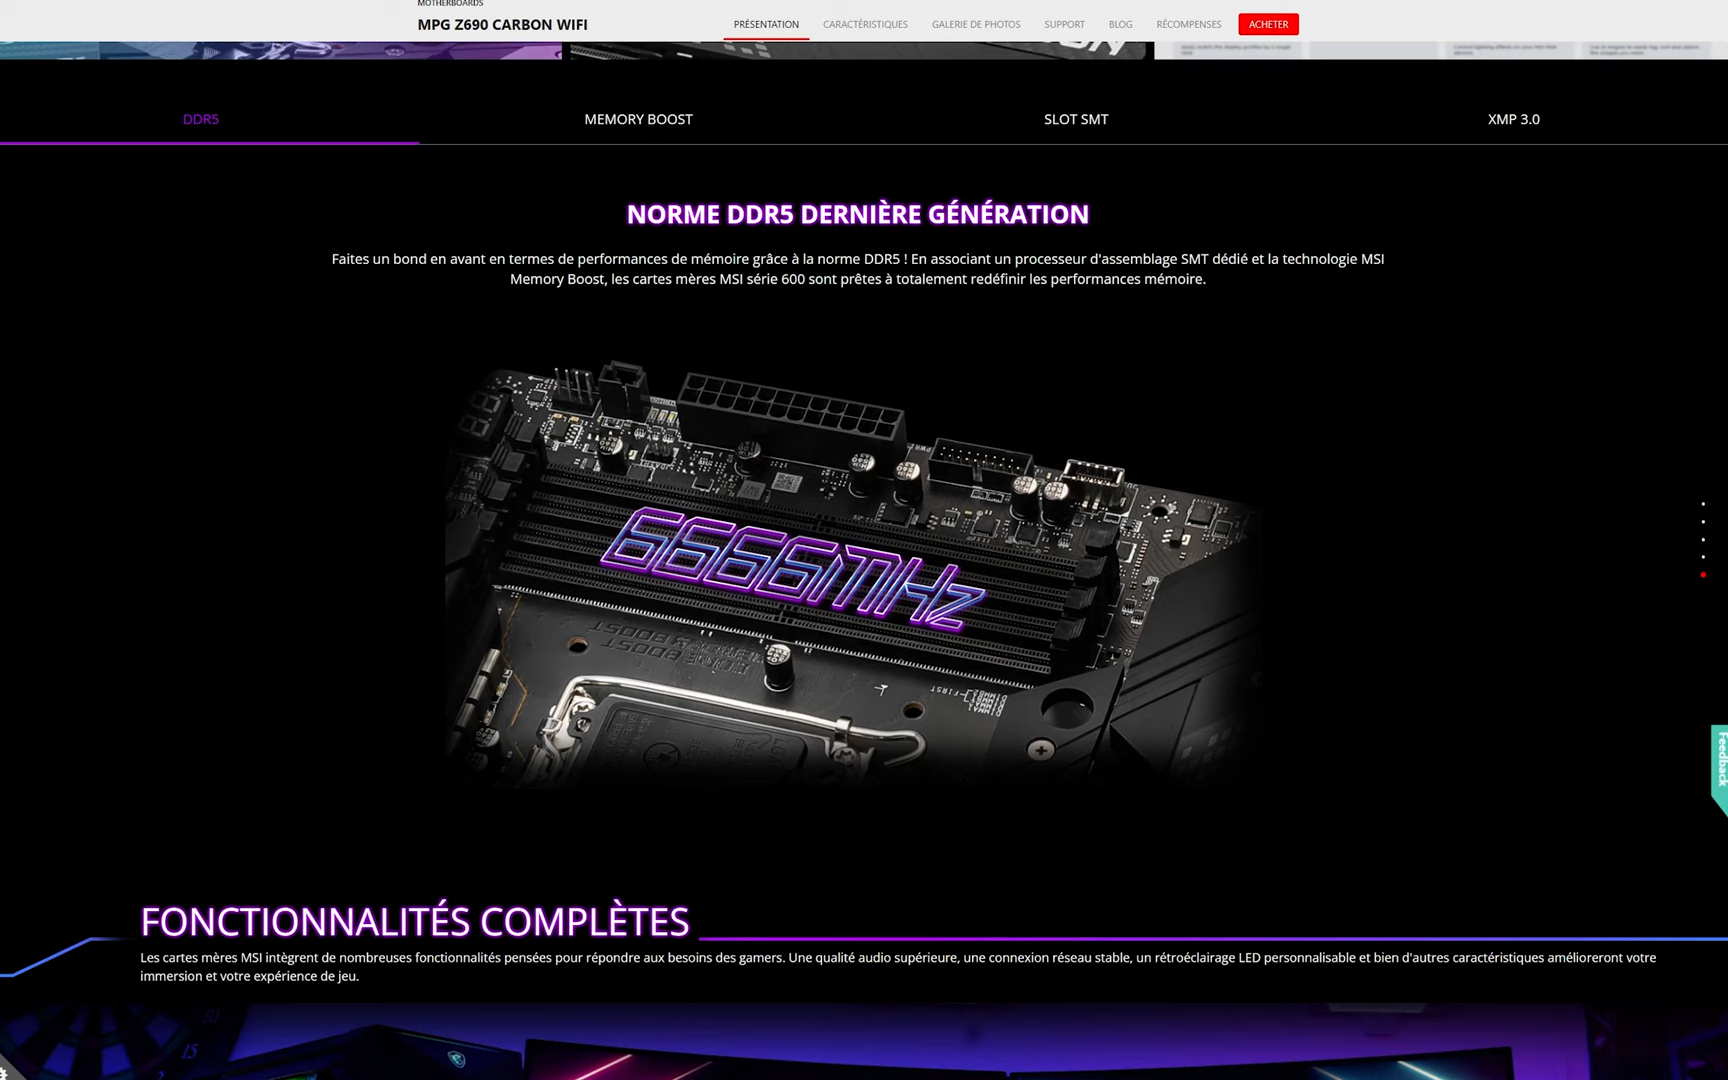 MOTHERBOARDS
MPG Z690 CARBON WIFI
PRÉSENTATION
CARACTÉRISTIQUES
GALERIE DE PHOTOS
SUPPORT
BLOG
RÉCOMPENSES
ACHETER
DDR5
MEMORY BOOST
SLOT SMT
XMP 3.0
NORME DDR5 DERNIÈRE GÉNÉRATION
Faites un bond en avant en termes de performances de mémoire grâce à la norme DDR5 ! En associant un processeur d'assemblage SMT dédié et la technologie MSI
Memory Boost, les cartes mères MSI série 600 sont prêtes à totalement redéfinir les performances mémoire.
6666MHz
BOOST
FIRST
Feedback
FONCTIONNALITÉS COMPLÈTES
Les cartes mères MSI intègrent de nombreuses fonctionnalités pensées pour répondre aux besoins des gamers. Une qualité audio supérieure, une connexion réseau stable, un rétroéclairage LED personnalisable et bien d'autres caractéristiques amélioreront votre
immersion et votre expérience de jeu.
15